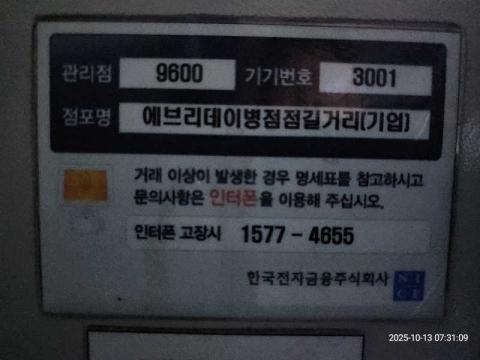 관리점 9600 기기번호 3001
점포명 에브리데이병점점길거리(기업)
거래 이상이 발생한 경우 명세표를 참고하시고
문의사항은 인터폰을 이용해 주십시오.
인터폰 고장시 1577-4655
한국전자금융주식회사 NICE
2025-10-13 07:31:09